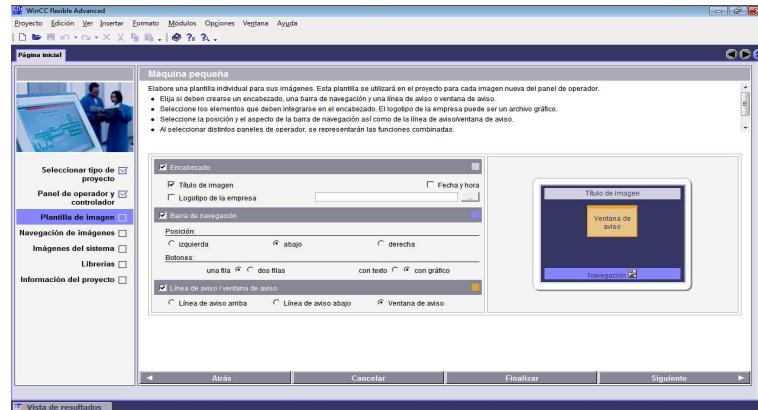 WinCC flexible Advanced
Proyecto Edición Ver Insertar Formato Módulos Opciones Ventana Ayuda
Página inicial
Máquina pequeña
Elabore una plantilla individual para sus imágenes. Esta plantilla se utilizará en el proyecto para cada imagen nueva del panel de operador.
• Elija si deben crearse un encabezado, una barra de navegación y una línea de aviso o ventana de aviso.
• Seleccione los elementos que deben integrarse en el encabezado. El logotipo de la empresa puede ser un archivo gráfico.
• Seleccione la posición y el aspecto de la barra de navegación así como de la línea de aviso/ventana de aviso.
• Al seleccionar distintos paneles de operador, se representarán las funciones combinadas.
Seleccionar tipo de proyecto
Panel de operador y controlador
Plantilla de imagen
Navegación de imágenes
Imágenes del sistema
Librerías
Información del proyecto
Encabezado
Título de imagen Fecha y hora
Logotipo de la empresa ...
Barra de navegación
Posición:
izquierda abajo derecha
Botones:
una fila dos filas con texto con gráfico
Línea de aviso / ventana de aviso
Línea de aviso arriba Línea de aviso abajo Ventana de aviso
Título de imagen
Ventana de
aviso
Navegación
Atrás Cancelar Finalizar Siguiente
Vista de resultados